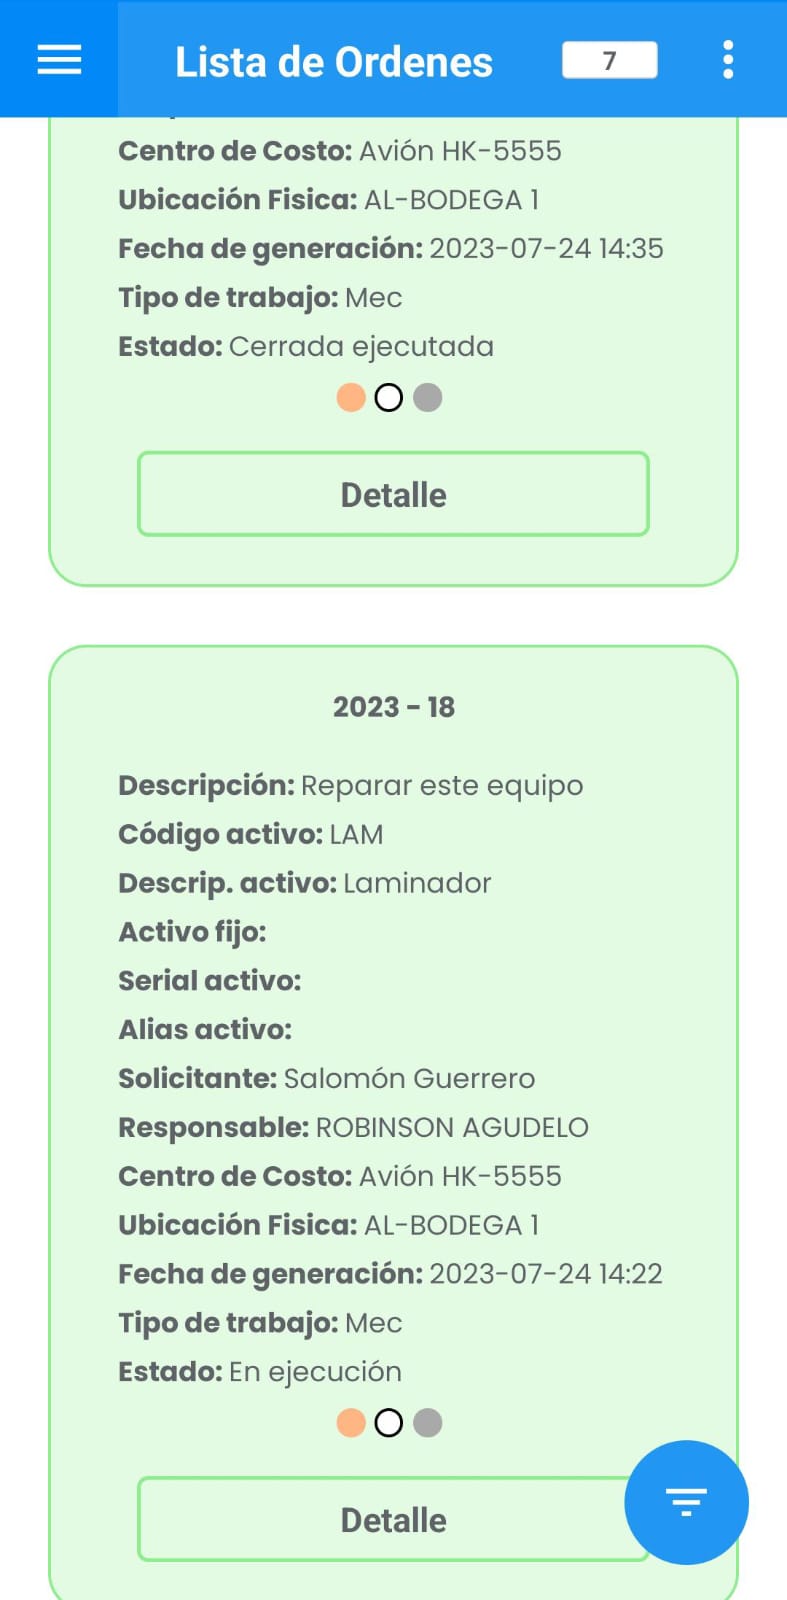 Lista de Ordenes
7
Centro de Costo: Avión HK-5555
Ubicación Fisica: AL-BODEGA 1
Fecha de generación: 2023-07-24 14:35
Tipo de trabajo: Mec
Estado: Cerrada ejecutada
Detalle
2023 - 18
Descripción: Reparar este equipo
Código activo: LAM
Descrip. activo: Laminador
Activo fijo:
Serial activo:
Alias activo:
Solicitante: Salomón Guerrero
Responsable: ROBINSON AGUDELO
Centro de Costo: Avión HK-5555
Ubicación Fisica: AL-BODEGA 1
Fecha de generación: 2023-07-24 14:22
Tipo de trabajo: Mec
Estado: En ejecución
Detalle